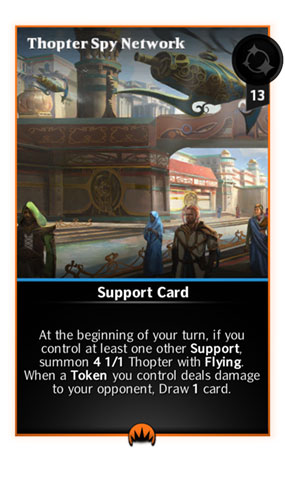 Thopter Spy Network
13
Support Card
At the beginning of your turn, if you
control at least one other Support,
summon 4 1/1 Thopter with Flying.
When a Token you control deals damage
to your opponent, Draw 1 card.